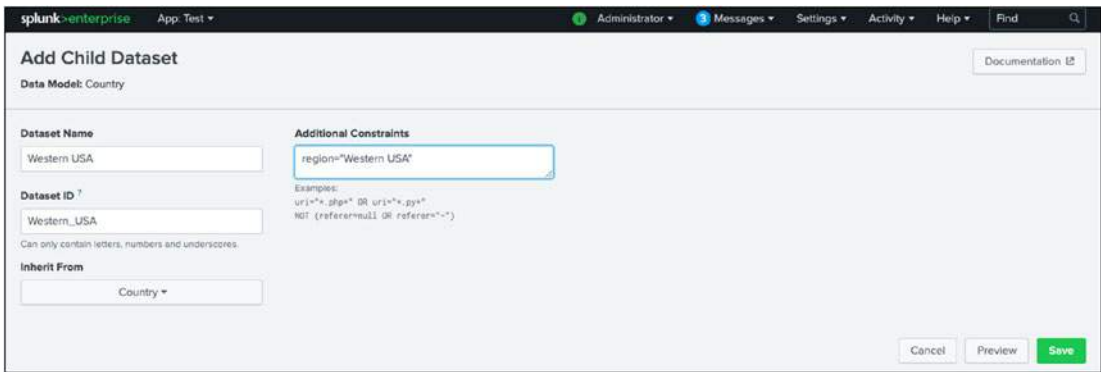 splunk>enterprise App: Test ▾ i Administrator ▾ 3 Messages ▾ Settings ▾ Activity ▾ Help ▾ Find
Add Child Dataset
Documentation
Data Model: Country
Dataset Name
Western USA
Dataset ID ?
Western_USA
Can only contain letters, numbers and underscores.
Inherit From
Country ▾
Additional Constraints
region="Western USA"
Examples:
uri="*.php*" OR uri="*.py*"
NOT (referer=null OR referer="-")
Cancel Preview Save